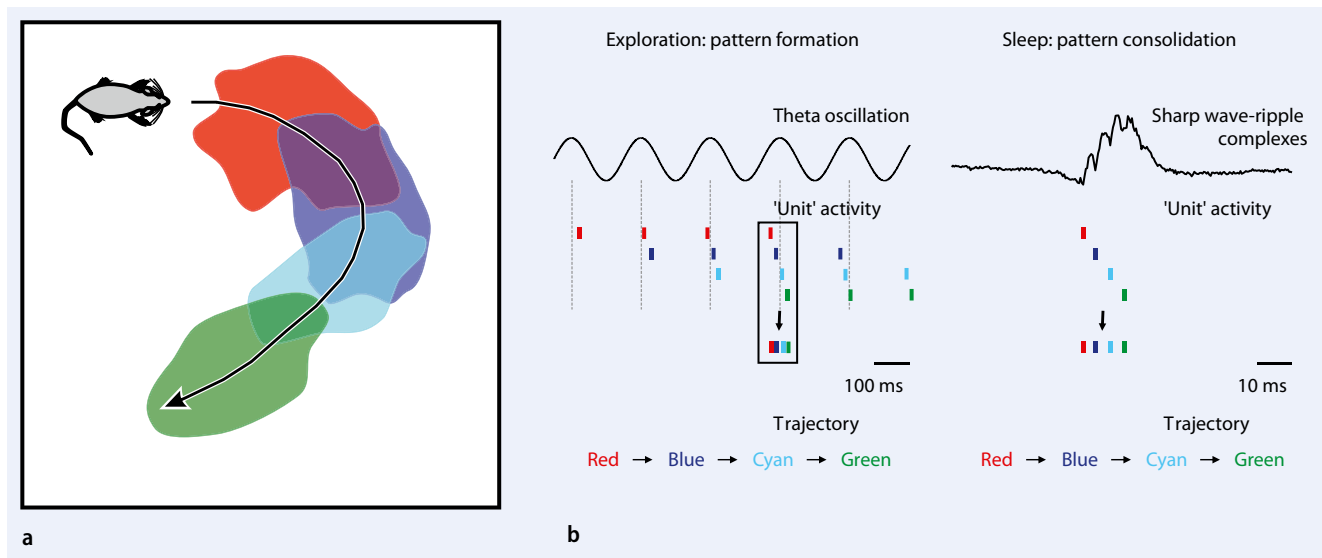 Exploration: pattern formation
Theta oscillation
'Unit' activity
100 ms
Trajectory
Red → Blue → Cyan → Green
Sleep: pattern consolidation
Sharp wave-ripple
complexes
'Unit' activity
10 ms
Trajectory
Red → Blue → Cyan → Green
a
b